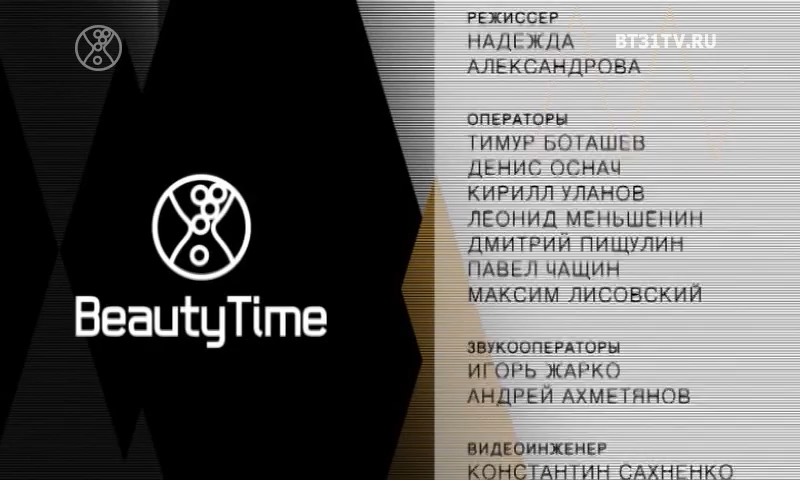 BeautyTime
BT31TV.RU
РЕЖИССЕР
НАДЕЖДА
АЛЕКСАНДРОВА
ОПЕРАТОРЫ
ТИМУР БОТАШЕВ
ДЕНИС ОСНАЧ
КИРИЛЛ УЛАНОВ
ЛЕОНИД МЕНЬШЕНИН
ДМИТРИЙ ПИЩУЛИН
ПАВЕЛ ЧАЩИН
МАКСИМ ЛИСОВСКИЙ
ЗВУКООПЕРАТОРЫ
ИГОРЬ ЖАРКО
АНДРЕЙ АХМЕТЯНОВ
ВИДЕОИНЖЕНЕР
КОНСТАНТИН САХНЕНКО